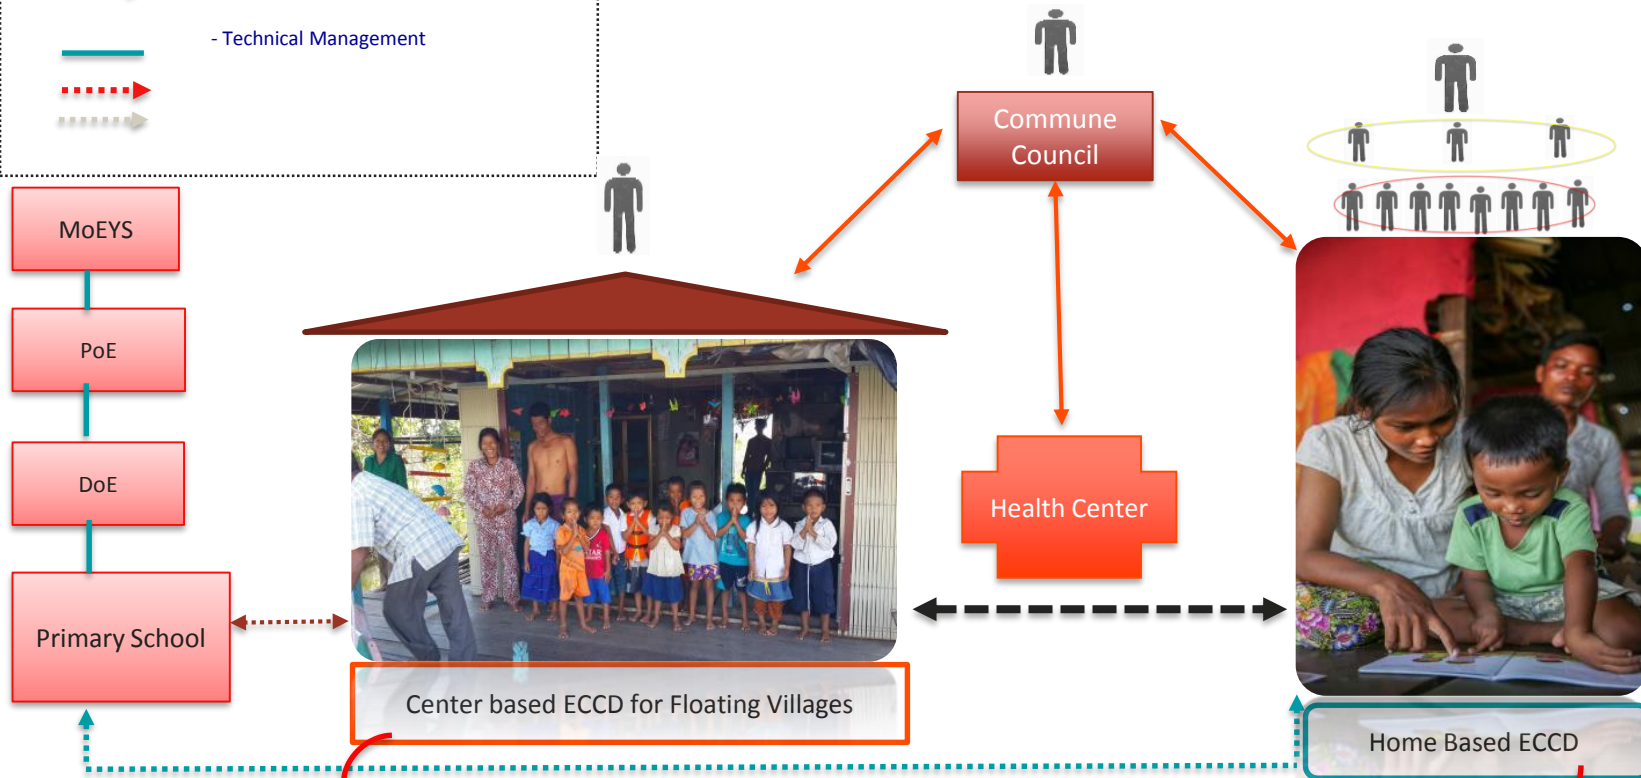 - Technical Management
Commune
Council
MoEYS
PoE
DoE
Health Center
Primary School
Center based ECCD for Floating Villages
Home Based ECCD